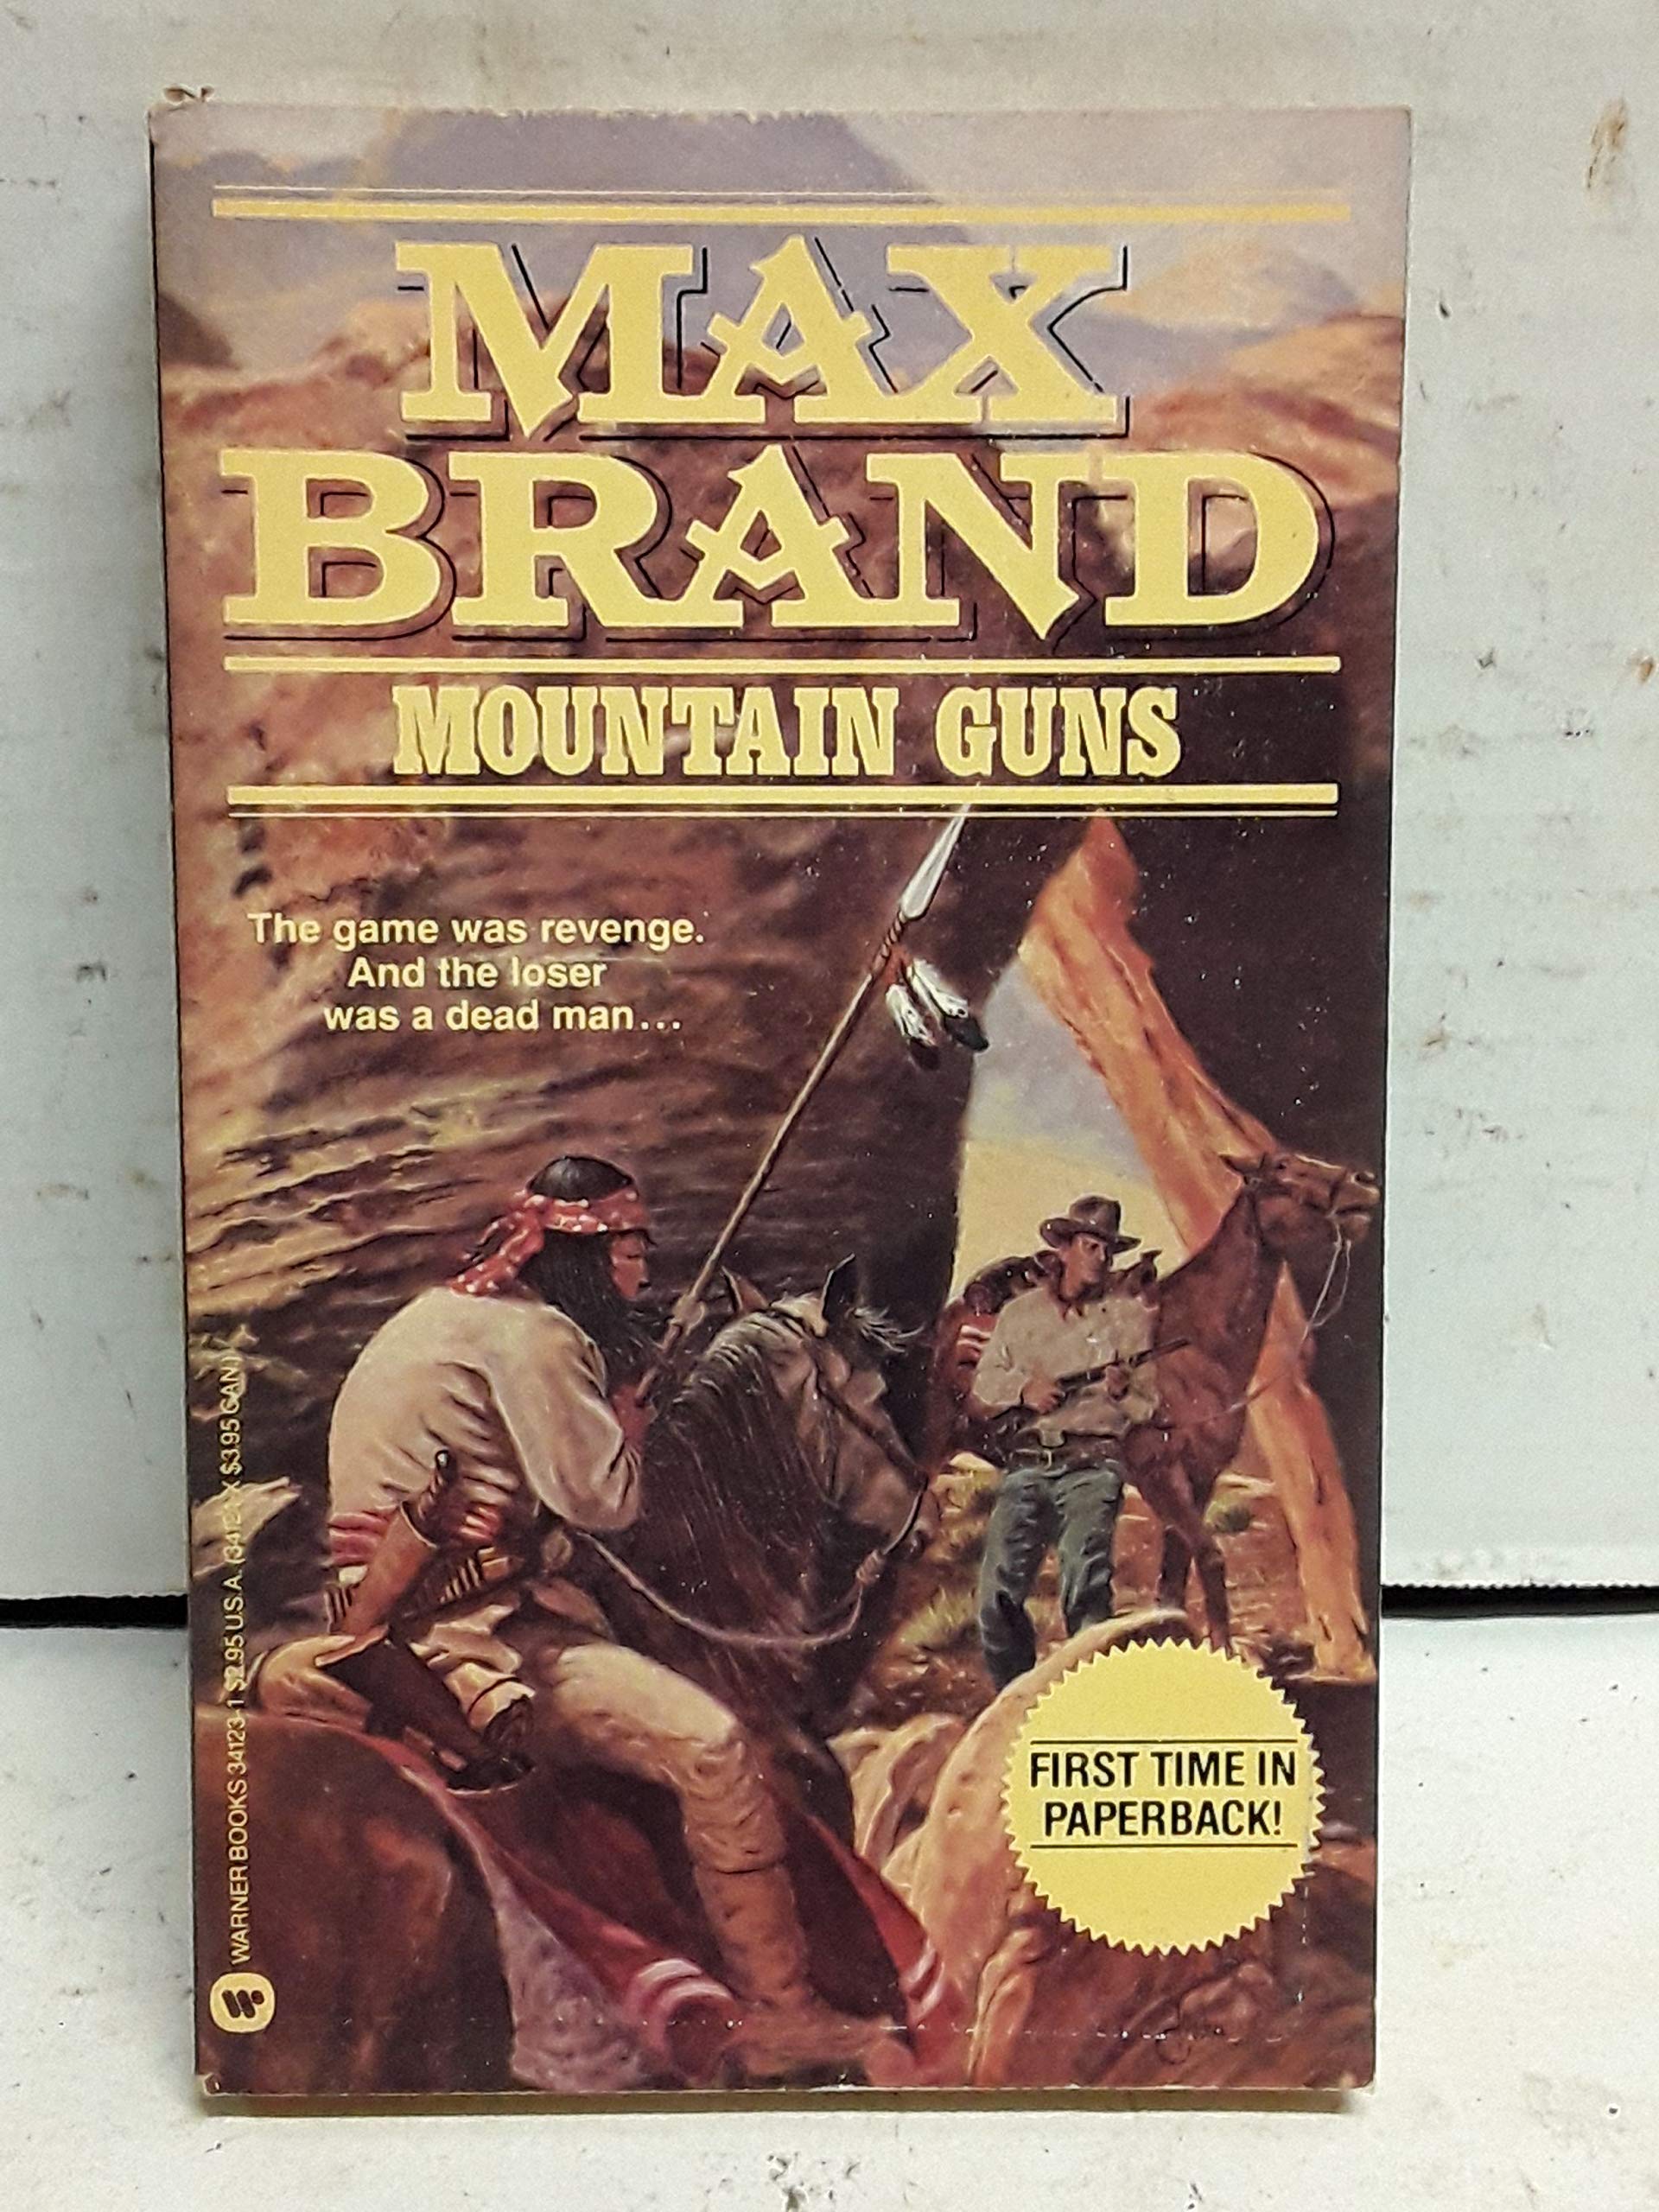 MAX
BRAND
MOUNTAIN GUNS
The game was revenge.
And the loser
was a dead man...
FIRST TIME IN
PAPERBACK!
WARNER BOOKS 34123-1 $2.95 U.S.A. (34124-X $3.95 CAN)